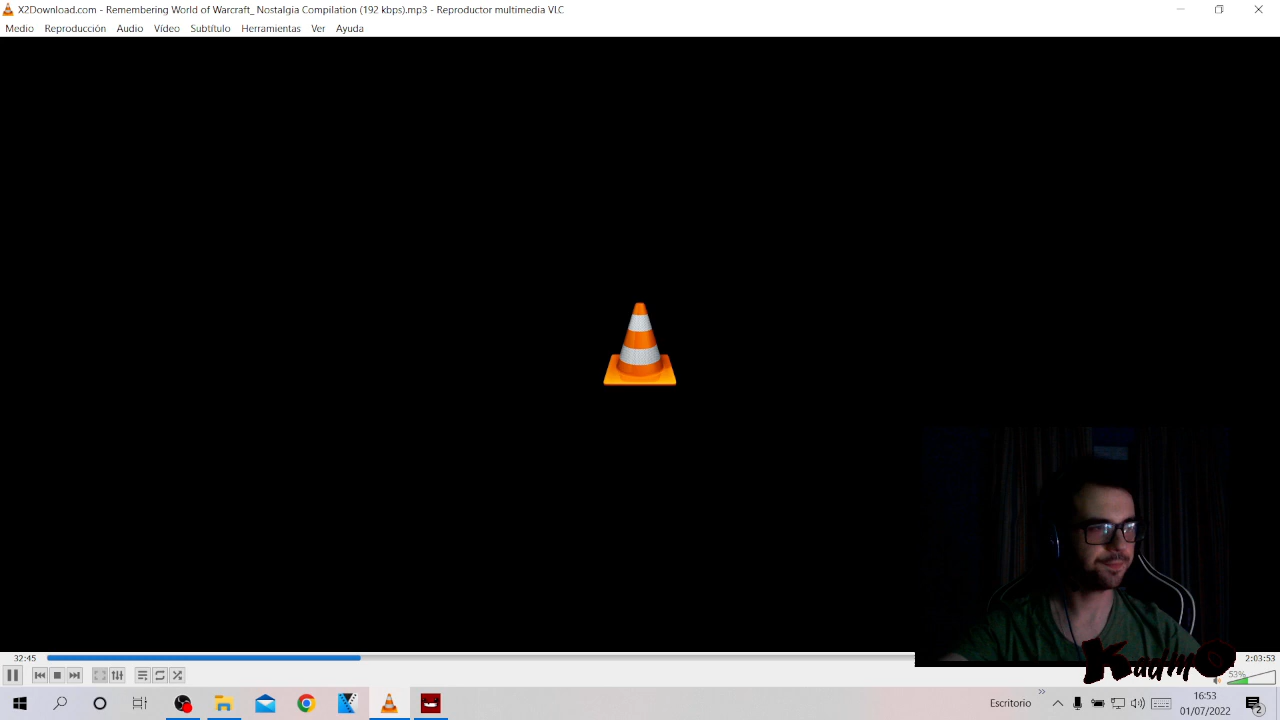 X2Download.com - Remembering World of Warcraft_ Nostalgia Compilation (192 kbps).mp3 - Reproductor multimedia VLC
Medio Reproducción Audio Vídeo Subtítulo Herramientas Ver Ayuda
32:45 2:03:53
53%
Escritorio 16:53
01/07/2022 2